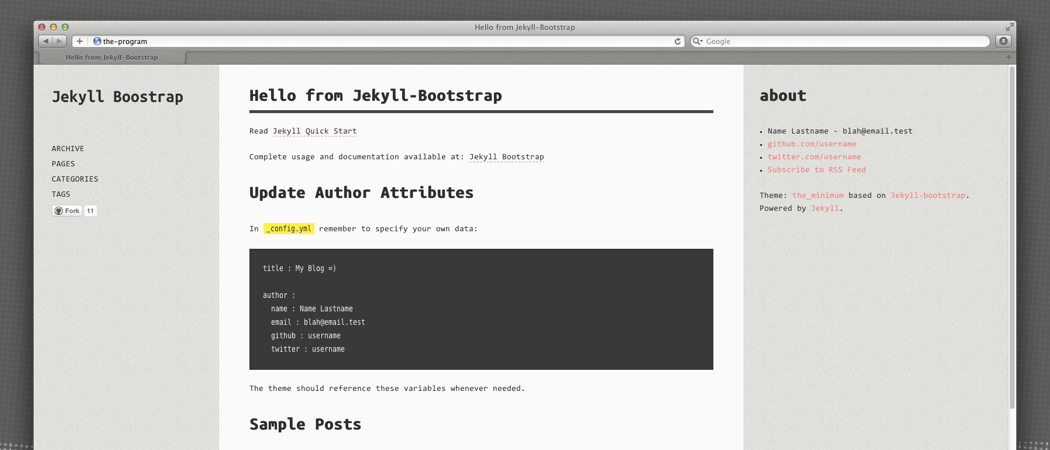 Hello from Jekyll-Bootstrap
the-program
Google
Hello from Jekyll-Bootstrap
Jekyll Boostrap
ARCHIVE
PAGES
CATEGORIES
TAGS
Fork 11
Hello from Jekyll-Bootstrap
Read Jekyll Quick Start
Complete usage and documentation available at: Jekyll Bootstrap
Update Author Attributes
In _config.yml remember to specify your own data:
title : My Blog =)
author :
name : Name Lastname
email : blah@email.test
github : username
twitter : username
The theme should reference these variables whenever needed.
Sample Posts
about
• Name Lastname - blah@email.test
• github.com/username
• twitter.com/username
• Subscribe to RSS Feed
Theme: the_minimum based on Jekyll-bootstrap.
Powered by Jekyll.